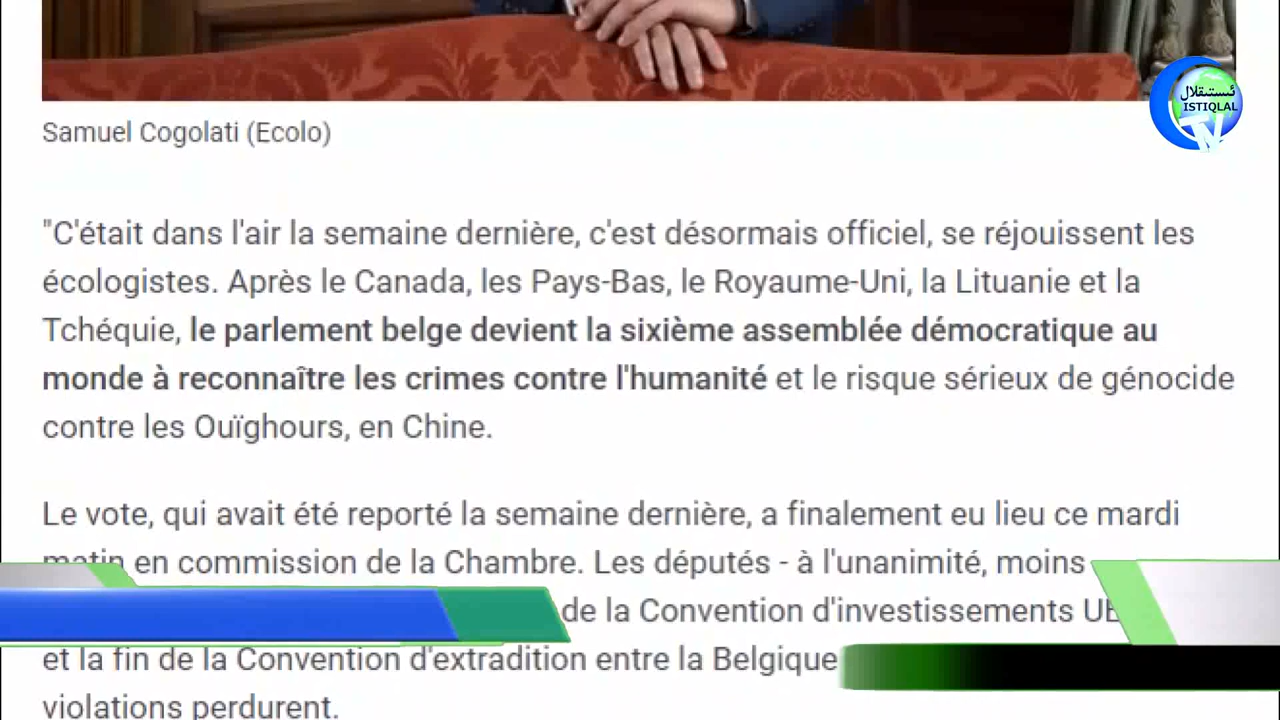 ئىستىقلال
ISTIQLAL
TV
Samuel Cogolati (Ecolo)
"C'était dans l'air la semaine dernière, c'est désormais officiel, se réjouissent les
écologistes. Après le Canada, les Pays-Bas, le Royaume-Uni, la Lituanie et la
Tchéquie, le parlement belge devient la sixième assemblée démocratique au
monde à reconnaître les crimes contre l'humanité et le risque sérieux de génocide
contre les Ouïghours, en Chine.
Le vote, qui avait été reporté la semaine dernière, a finalement eu lieu ce mardi
matin en commission de la Chambre. Les députés - à l'unanimité, moins
de la Convention d'investissements
et la fin de la Convention d'extradition entre la Belgique
violations perdurent.